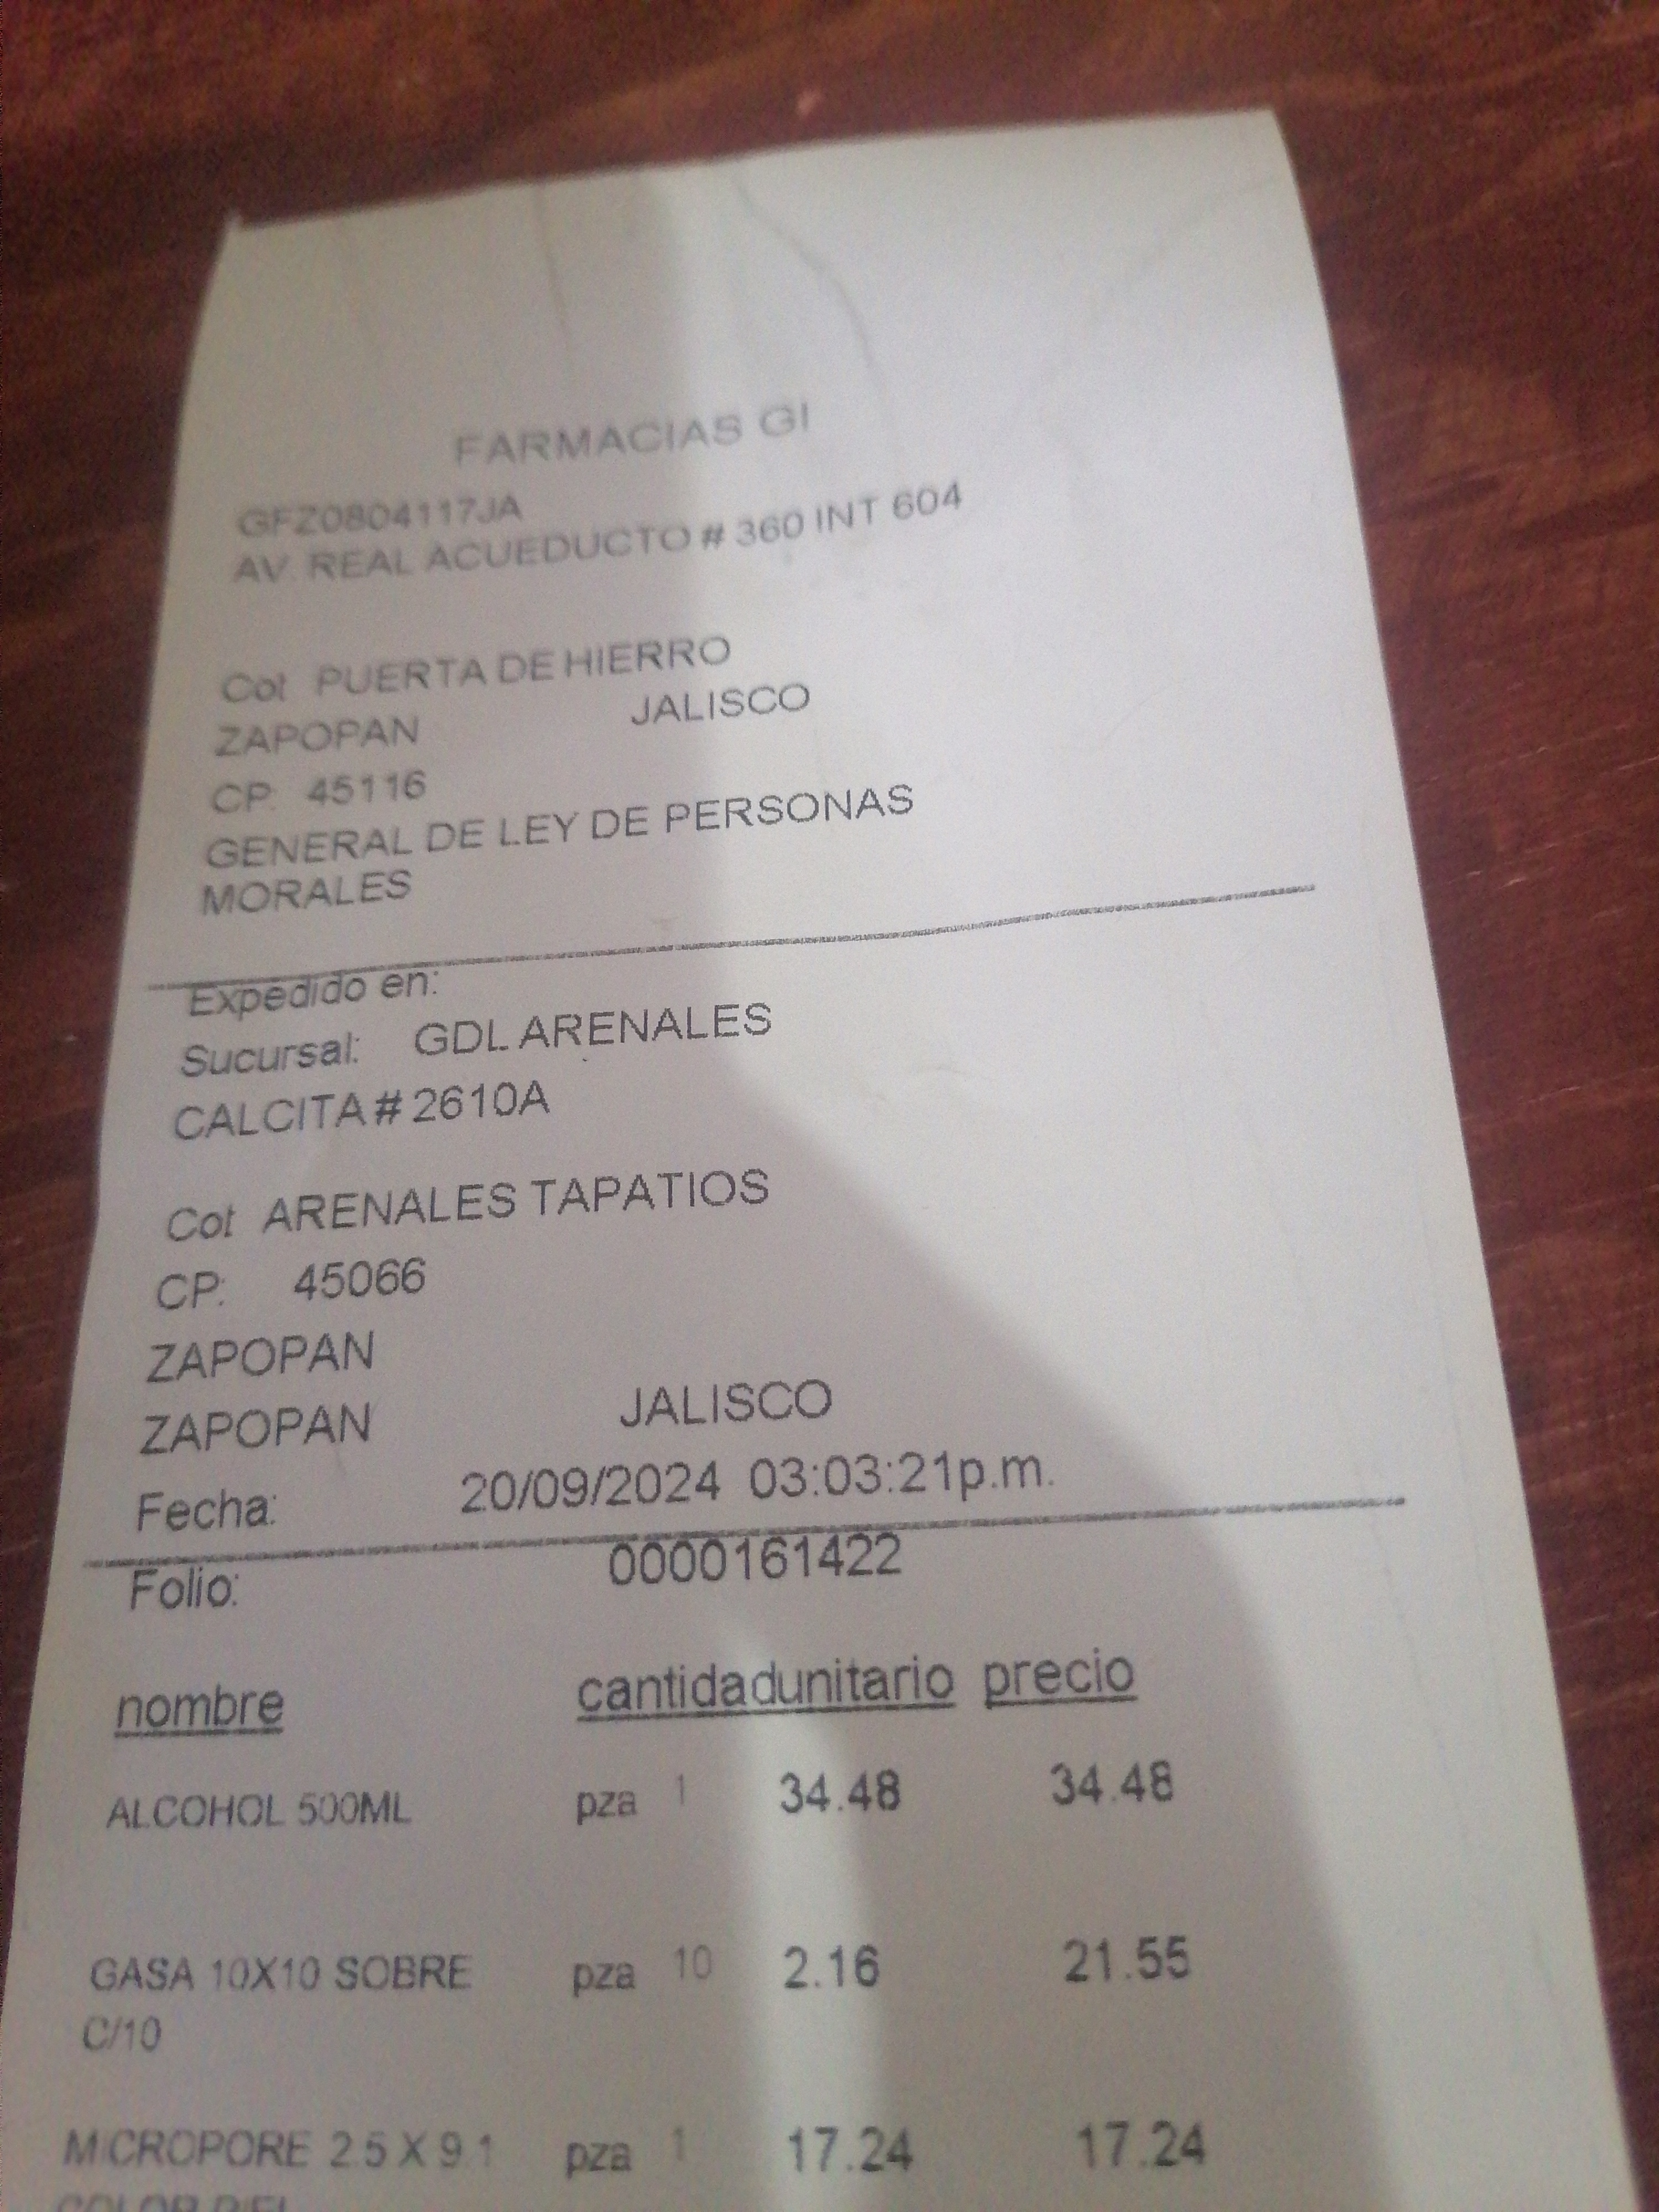 FARMACIAS GI
GFZ0804117JA
AV. REAL ACUEDUCTO # 360 INT 604
Col PUERTA DE HIERRO
ZAPOPAN JALISCO
CP: 45116
GENERAL DE LEY DE PERSONAS
MORALES
Expedido en:
Sucursal: GDL ARENALES
CALCITA # 2610A
Col ARENALES TAPATIOS
CP: 45066
ZAPOPAN
ZAPOPAN JALISCO
Fecha: 20/09/2024 03:03:21p.m.
Folio: 0000161422
nombre cantidadunitario precio
ALCOHOL 500ML pza 1 34.48 34.48
GASA 10X10 SOBRE pza 10 2.16 21.55
C/10
MICROPORE 2.5 X 9.1 pza 1 17.24 17.24
COLOR PIEL